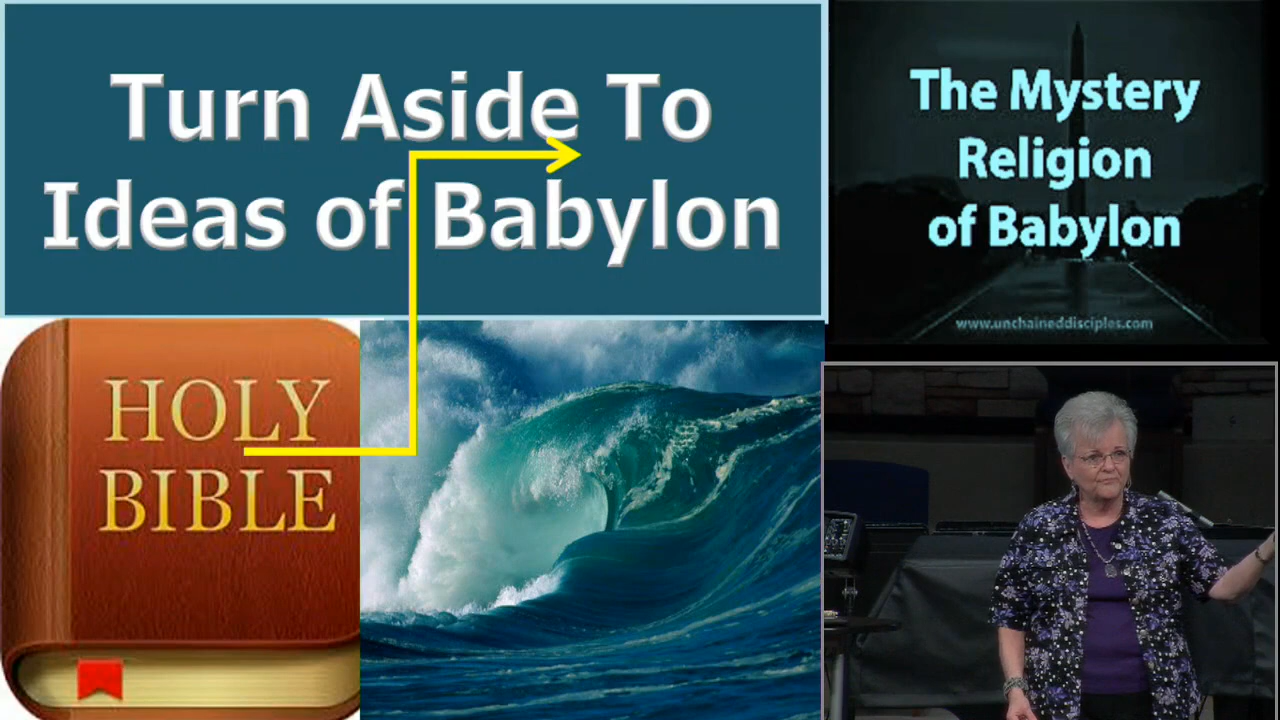 Turn Aside To
Ideas of Babylon
The Mystery
Religion
of Babylon
www.unchaineddisciples.com
HOLY
BIBLE